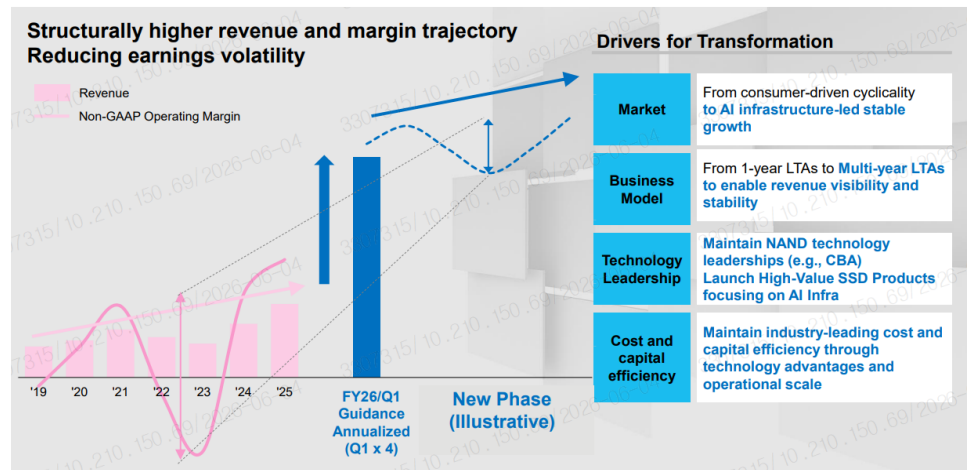 Structurally higher revenue and margin trajectory
Reducing earnings volatility
Revenue
Non-GAAP Operating Margin
'19
'20
'21
'22
'23
'24
'25
FY26/Q1
Guidance
Annualized
(Q1 x 4)
New Phase
(Illustrative)
Drivers for Transformation
Market
From consumer-driven cyclicality
to AI infrastructure-led stable
growth
Business
Model
From 1-year LTAs to Multi-year LTAs
to enable revenue visibility and
stability
Technology
Leadership
Maintain NAND technology
leaderships (e.g., CBA)
Launch High-Value SSD Products
focusing on AI Infra
Cost and
capital
efficiency
Maintain industry-leading cost and
capital efficiency through
technology advantages and
operational scale